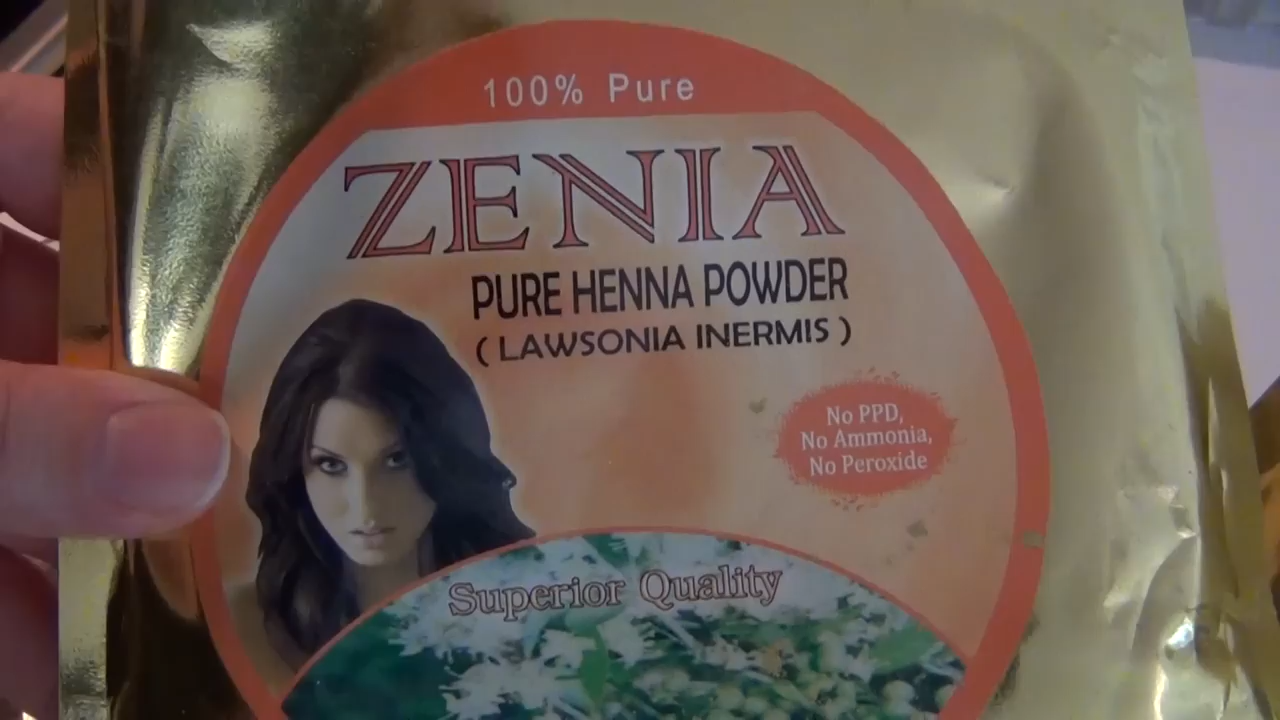 100% Pure
ZENIA
PURE HENNA POWDER
( LAWSONIA INERMIS )
No PPD,
No Ammonia,
No Peroxide
Superior Quality